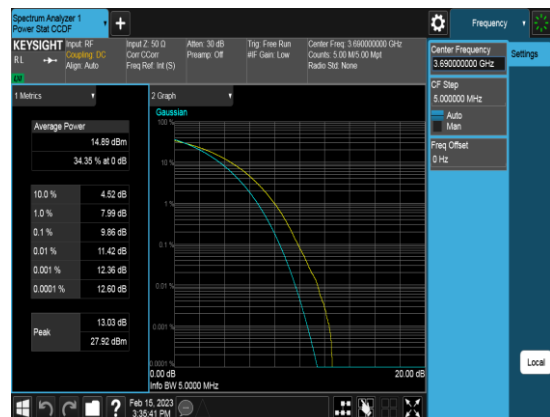 Spectrum Analyzer 1
Power Stat CCDF
+
Frequency
KEYSIGHT
RL
LV
Input: RF
Coupling: DC
Align: Auto
Input Z: 50 Ω
Corr CCorr
Freq Ref: Int (S)
Atten: 30 dB
Preamp: Off
Trig: Free Run
#IF Gain: Low
Center Freq: 3.690000000 GHz
Counts: 5.00 M/5.00 Mpt
Radio Std: None
Center Frequency
3.690000000 GHz
Settings
CF Step
5.000000 MHz
Auto
Man
Freq Offset
0 Hz
1 Metrics
Average Power
14.89 dBm
34.35 % at 0 dB
10.0 % 4.52 dB
1.0 % 7.99 dB
0.1 % 9.86 dB
0.01 % 11.42 dB
0.001 % 12.36 dB
0.0001 % 12.60 dB
Peak
13.03 dB
27.92 dBm
2 Graph
Gaussian
100 %
10 %
1 %
0.1 %
0.01 %
0.001 %
0.0001 %
0.00 dB
20.00 dB
Info BW 5.0000 MHz
Local
?
Feb 15, 2023
3:35:41 PM